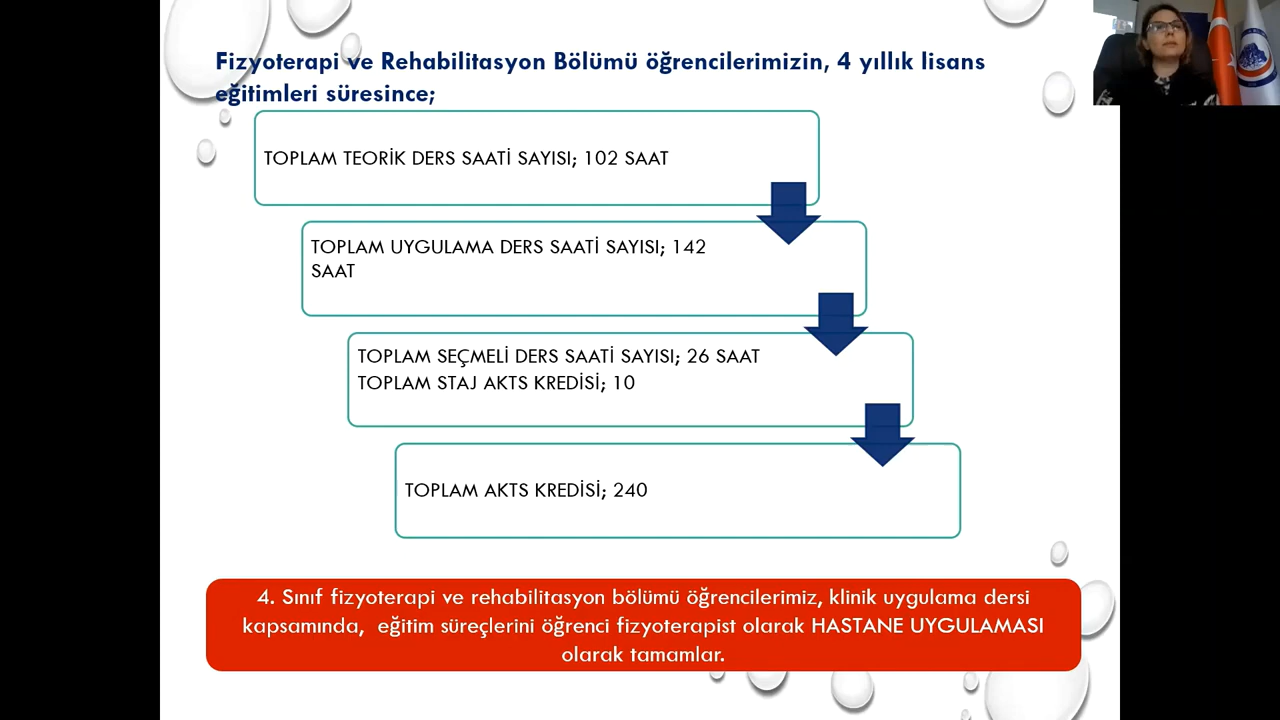 Fizyoterapi ve Rehabilitasyon Bölümü öğrencilerimizin, 4 yıllık lisans
eğitimleri süresince;
TOPLAM TEORİK DERS SAATİ SAYISI; 102 SAAT
TOPLAM UYGULAMA DERS SAATİ SAYISI; 142
SAAT
TOPLAM SEÇMELİ DERS SAATİ SAYISI; 26 SAAT
TOPLAM STAJ AKTS KREDİSİ; 10
TOPLAM AKTS KREDİSİ; 240
4. Sınıf fizyoterapi ve rehabilitasyon bölümü öğrencilerimiz, klinik uygulama dersi
kapsamında, eğitim süreçlerini öğrenci fizyoterapist olarak HASTANE UYGULAMASI
olarak tamamlar.